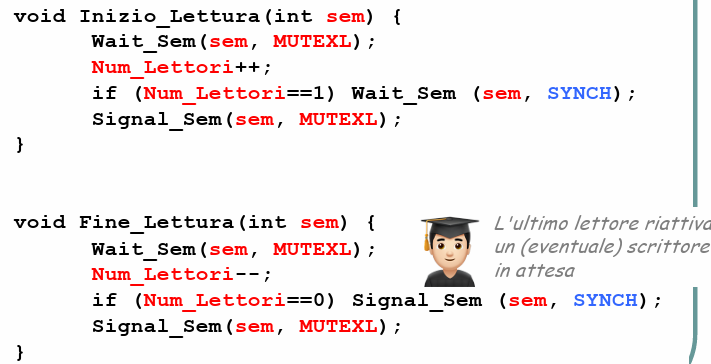 void Inizio_Lettura(int sem) {
Wait_Sem(sem, MUTEXL);
Num_Lettori++;
if (Num_Lettori==1) Wait_Sem (sem, SYNCH);
Signal_Sem(sem, MUTEXL);
}
void Fine_Lettura(int sem) {
L'ultimo lettore riattiva
un (eventuale) scrittore
in attesa
Wait_Sem(sem, MUTEXL);
Num_Lettori--;
if (Num_Lettori==0) Signal_Sem (sem, SYNCH);
Signal_Sem(sem, MUTEXL);
}